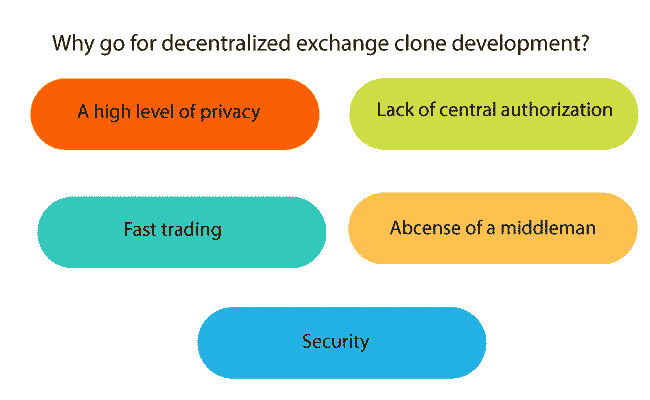 Why go for decentralized exchange clone development?
A high level of privacy
Lack of central authorization
Fast trading
Abcense of a middleman
Security